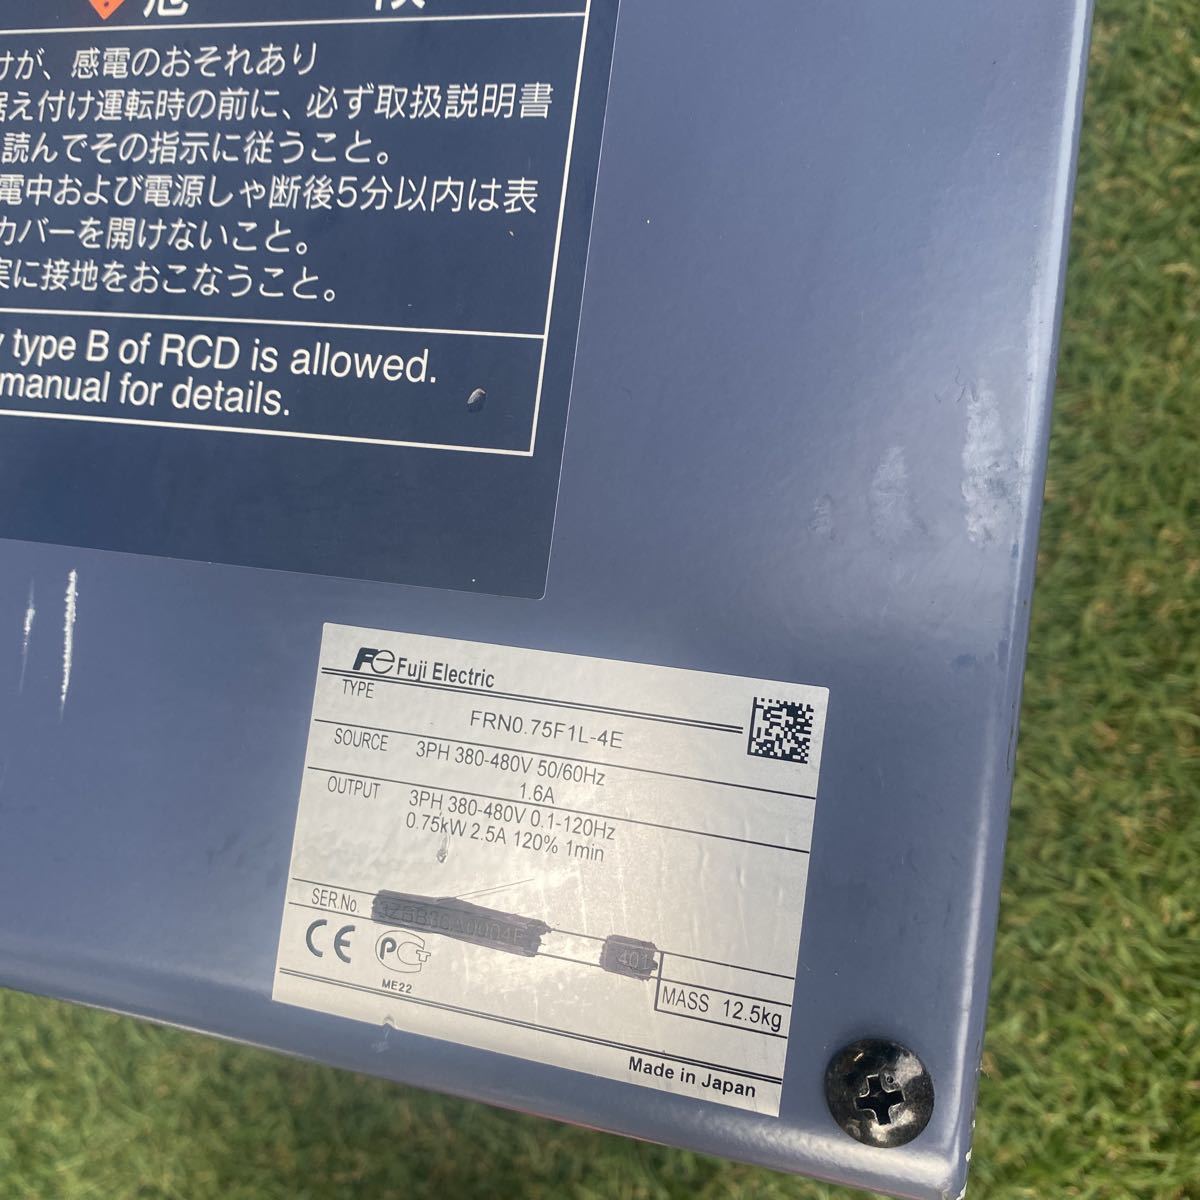 危　険
けが、感電のおそれあり
据え付け運転時の前に、必ず取扱説明書
読んでその指示に従うこと。
電中および電源しゃ断後5分以内は表
カバーを開けないこと。
実に接地をおこなうこと。
type B of RCD is allowed.
manual for details.
Fe Fuji Electric
TYPE FRN0.75F1L-4E
SOURCE 3PH 380-480V 50/60Hz
1.6A
OUTPUT 3PH 380-480V 0.1-120Hz
0.75kW 2.5A 120% 1min
SER.No. 401
CE PCT
ME22
MASS 12.5kg
Made in Japan